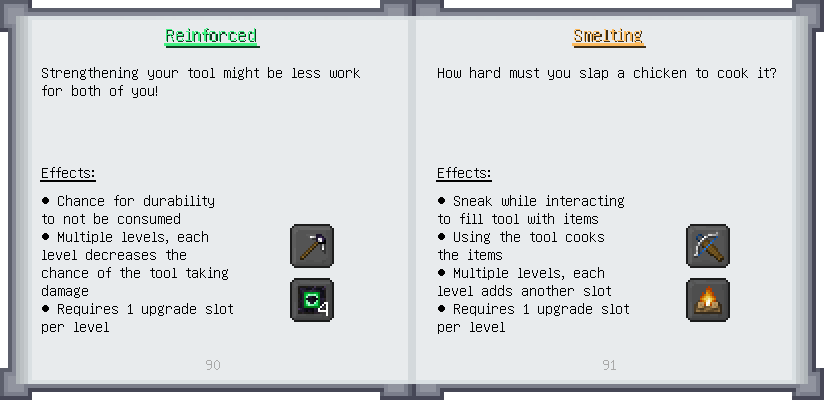 Reinforced
Strengthening your tool might be less work
for both of you!
Effects:
• Chance for durability
to not be consumed
• Multiple levels, each
level decreases the
chance of the tool taking
damage
• Requires 1 upgrade slot
per level
4
90
Smelting
How hard must you slap a chicken to cook it?
Effects:
• Sneak while interacting
to fill tool with items
• Using the tool cooks
the items
• Multiple levels, each
level adds another slot
• Requires 1 upgrade slot
per level
91